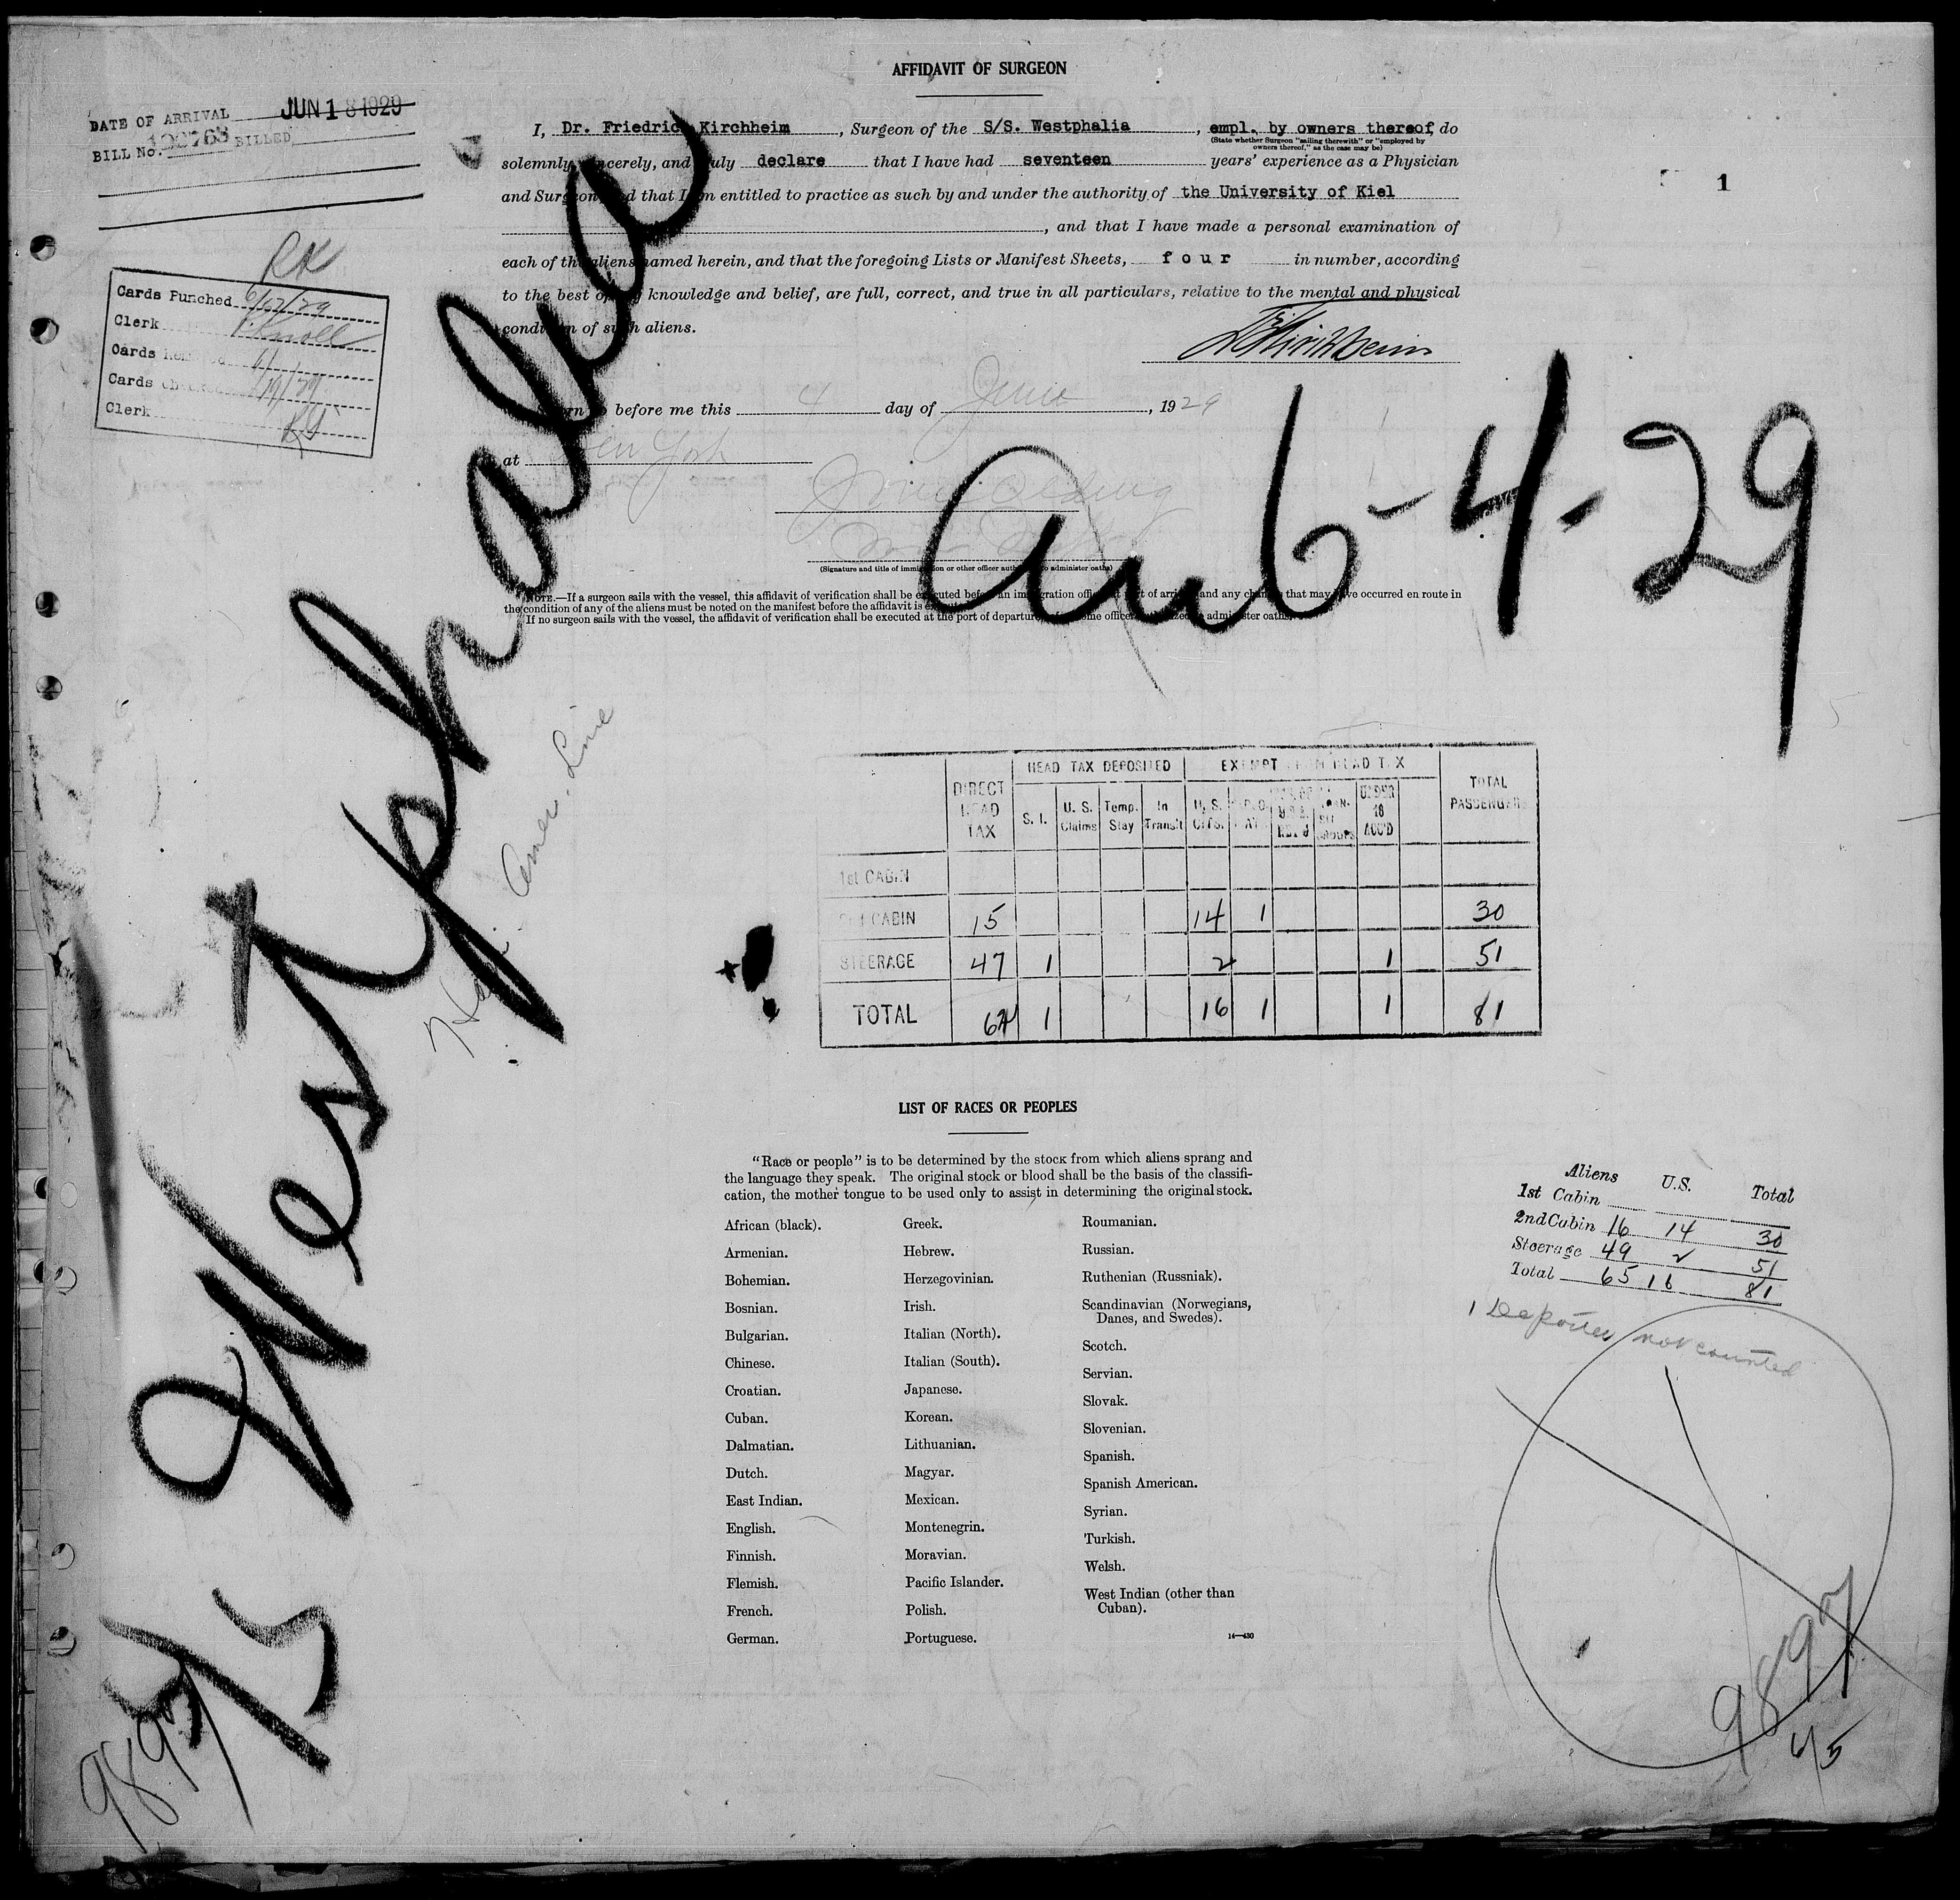 AFFIDAVIT OF SURGEON
DATE OF ARRIVAL JUN 18 1929
BILL No. BILLED
I, Dr. Friedrich Kirchheim, Surgeon of the S/S. Westphalia, empl. by owners thereof, do
(State whether Surgeon "sailing therewith" or "employed by
owners thereof," as the case may be)
solemnly, sincerely, and truly declare that I have had seventeen years' experience as a Physician
and Surgeon, and that I am entitled to practice as such by and under the authority of the University of Kiel
1
, and that I have made a personal examination of
each of the aliens named herein, and that the foregoing Lists or Manifest Sheets, four in number, according
to the best of my knowledge and belief, are full, correct, and true in all particulars, relative to the mental and physical
condition of such aliens.
Kirchheim
RK
Cards Punched
Clerk
Cards
Cards
Clerk
Sworn to before me this 4 day of June, 1929
at New York
(Signature and title of immigration or other officer authorized to administer oaths)
NOTE.—If a surgeon sails with the vessel, this affidavit of verification shall be executed before an immigration officer at port of arrival and any changes that may have occurred en route in
the condition of any of the aliens must be noted on the manifest before the affidavit is executed.
If no surgeon sails with the vessel, the affidavit of verification shall be executed at the port of departure before some officer authorized to administer oaths.
6-4-29
Westphalia
Amer. Line
DIRECT HEAD TAX HEAD TAX DEPOSITED EXEMPT FROM HEAD TAX TOTAL PASSENGERS
S. I. U. S. Claims Temp. Stay In Transit U. S. UNDER 16 ACC'D
1st CABIN
CABIN 15 14 1 30
STEERAGE 47 1 2 1 51
TOTAL 62 1 16 1 1 81
LIST OF RACES OR PEOPLES
"Race or people" is to be determined by the stock from which aliens sprang and
the language they speak. The original stock or blood shall be the basis of the classifi-
cation, the mother tongue to be used only to assist in determining the original stock.
African (black).
Armenian.
Bohemian.
Bosnian.
Bulgarian.
Chinese.
Croatian.
Cuban.
Dalmatian.
Dutch.
East Indian.
English.
Finnish.
Flemish.
French.
German.
Greek.
Hebrew.
Herzegovinian.
Irish.
Italian (North).
Italian (South).
Japanese.
Korean.
Lithuanian.
Magyar.
Mexican.
Montenegrin.
Moravian.
Pacific Islander.
Polish.
Portuguese.
Roumanian.
Russian.
Ruthenian (Russniak).
Scandinavian (Norwegians,
Danes, and Swedes).
Scotch.
Servian.
Slovak.
Slovenian.
Spanish.
Spanish American.
Syrian.
Turkish.
Welsh.
West Indian (other than
Cuban).
14—430
Aliens U.S. Total
1st Cabin
2nd Cabin 16 14 30
Steerage 49 2 51
Total 65 16 81
1 Deportee not counted
9897
6/5
9897